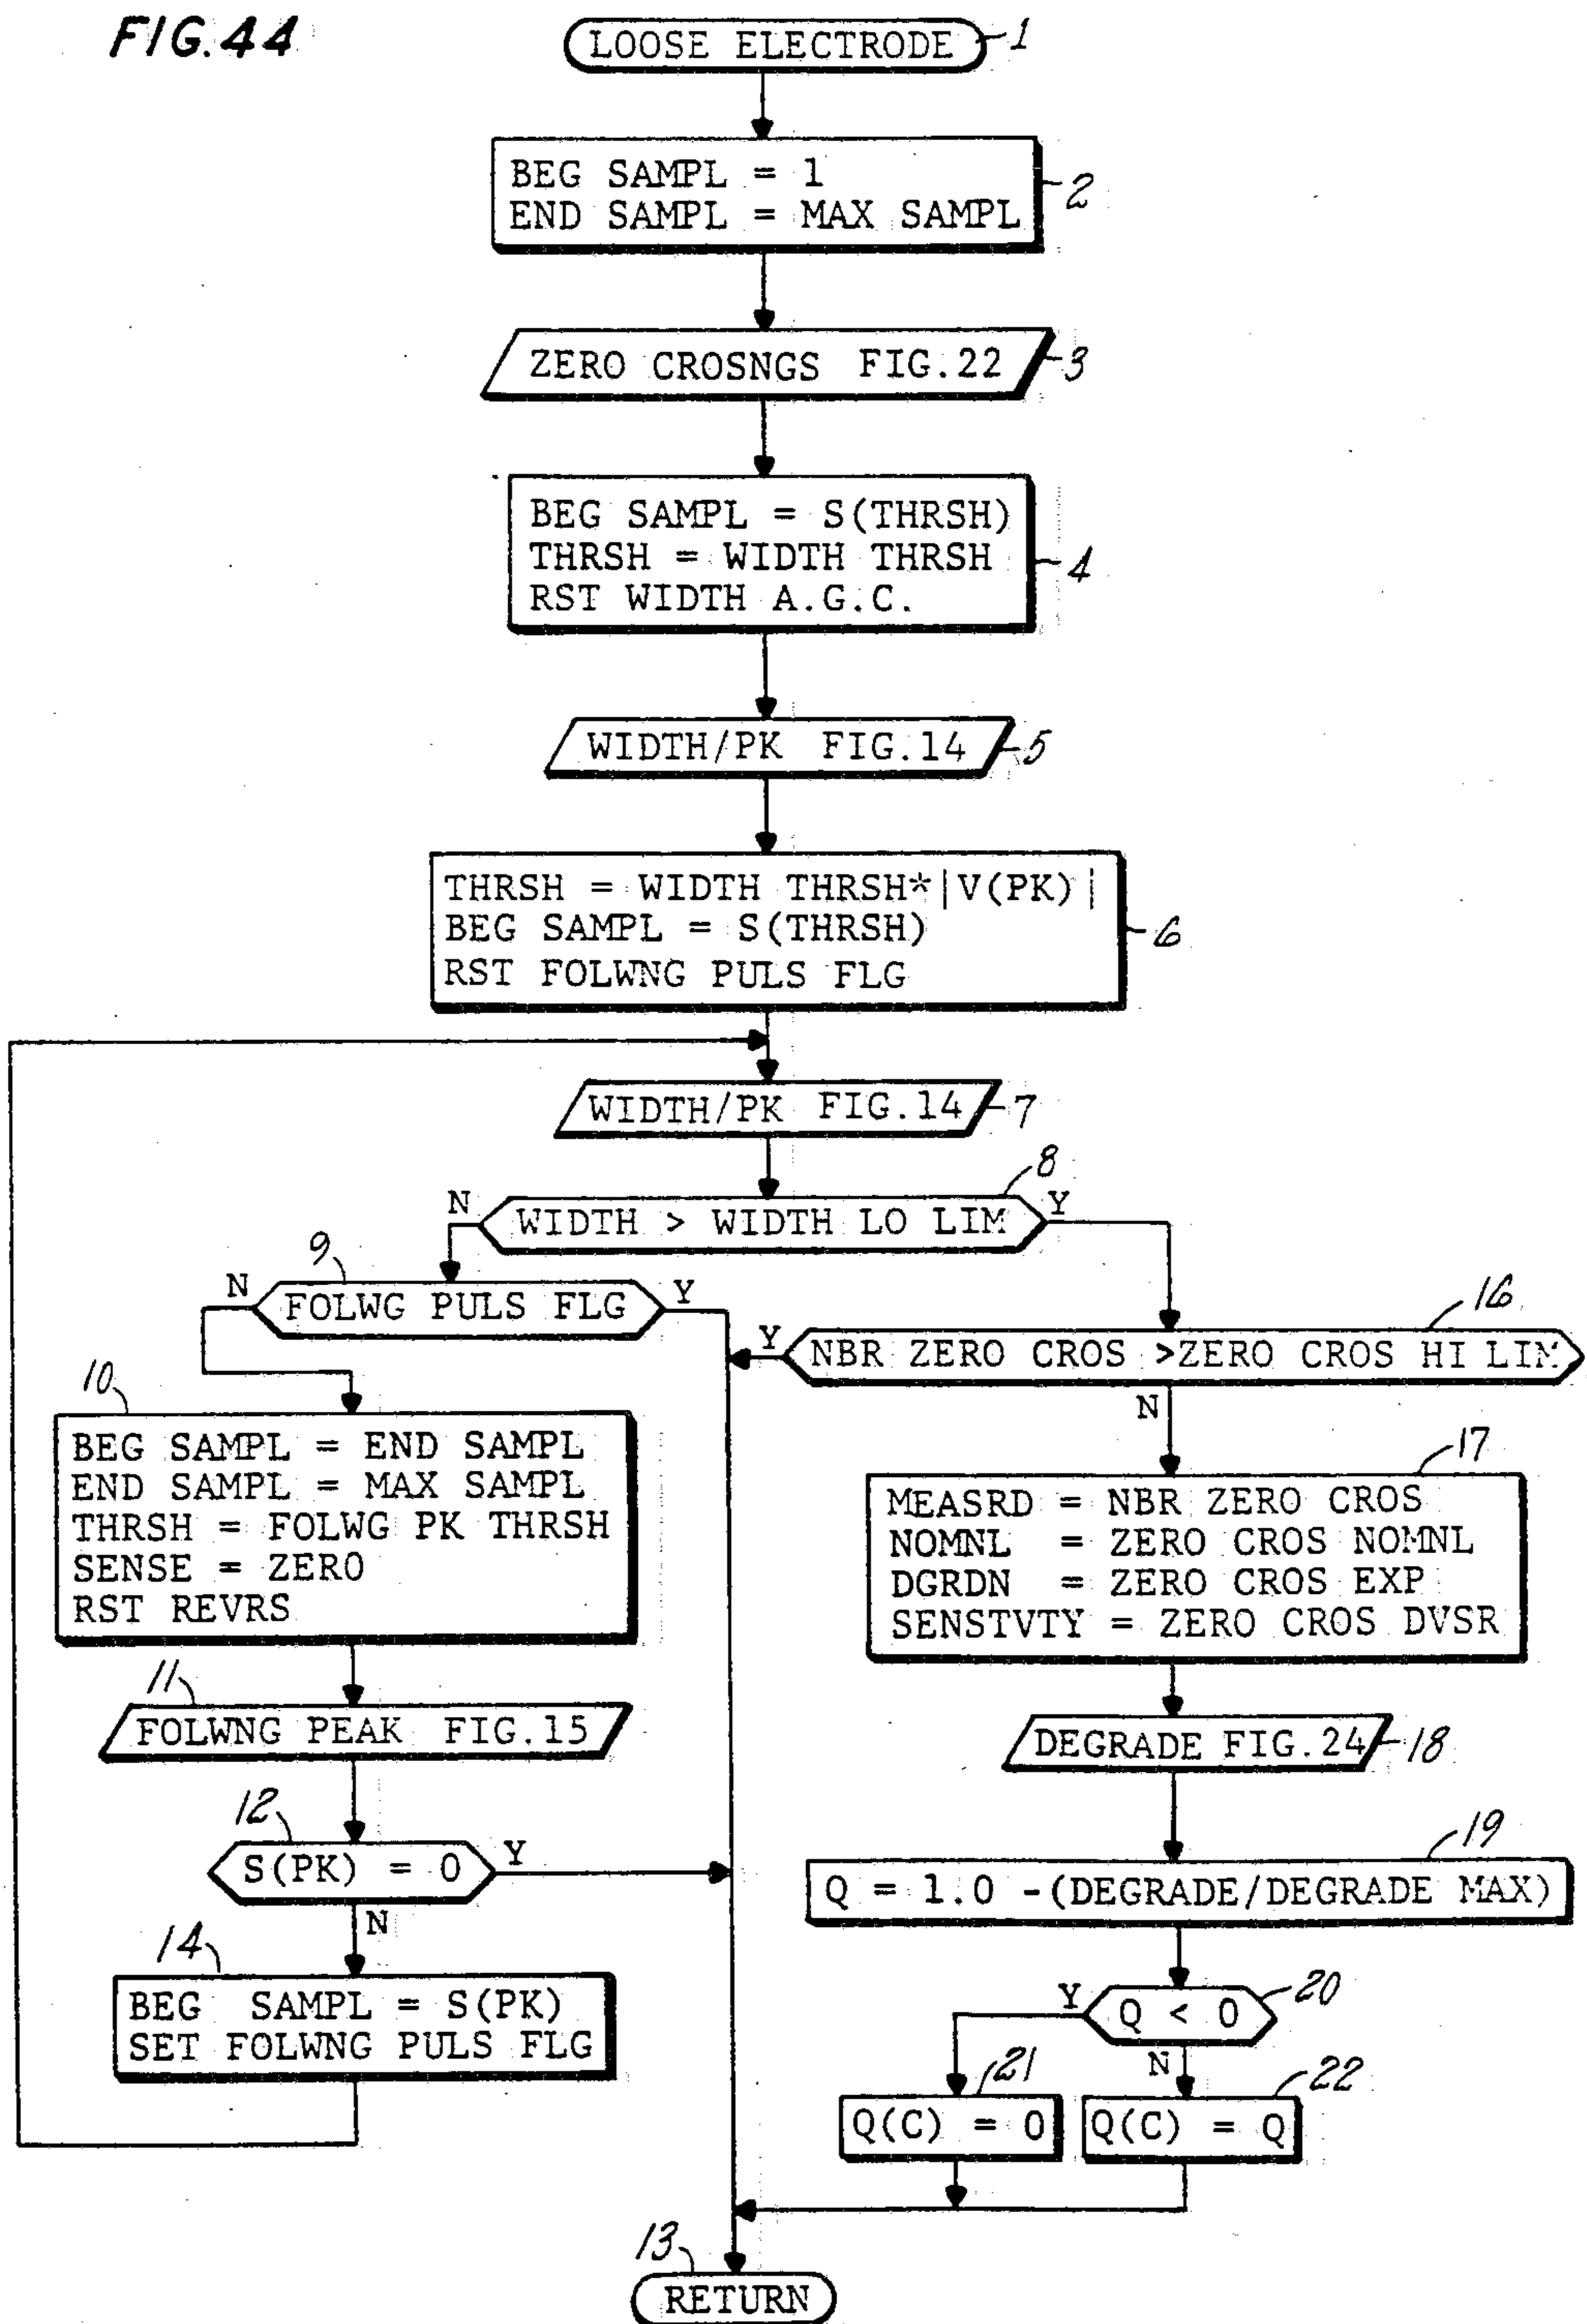 FIG.44
LOOSE ELECTRODE
1
BEG SAMPL = 1
END SAMPL = MAX SAMPL
2
ZERO CROSNGS FIG.22
3
BEG SAMPL = S(THRSH)
THRSH = WIDTH THRSH
RST WIDTH A.G.C.
4
WIDTH/PK FIG.14
5
THRSH = WIDTH THRSH*|V(PK)|
BEG SAMPL = S(THRSH)
RST FOLWNG PULS FLG
6
WIDTH/PK FIG.14
7
8
N
WIDTH > WIDTH LO LIM
Y
9
N
FOLWG PULS FLG
Y
16
Y
NBR ZERO CROS >ZERO CROS HI LIM
N
10
BEG SAMPL = END SAMPL
END SAMPL = MAX SAMPL
THRSH = FOLWG PK THRSH
SENSE = ZERO
RST REVRS
17
MEASRD = NBR ZERO CROS
NOMNL = ZERO CROS NOMNL
DGRDN = ZERO CROS EXP
SENSTVTY = ZERO CROS DVSR
11
FOLWNG PEAK FIG.15
DEGRADE FIG.24
18
12
S(PK) = 0
Y
N
19
Q = 1.0 -(DEGRADE/DEGRADE MAX)
14
BEG SAMPL = S(PK)
SET FOLWNG PULS FLG
Y
Q < 0
20
N
21
Q(C) = 0
22
Q(C) = Q
13
RETURN